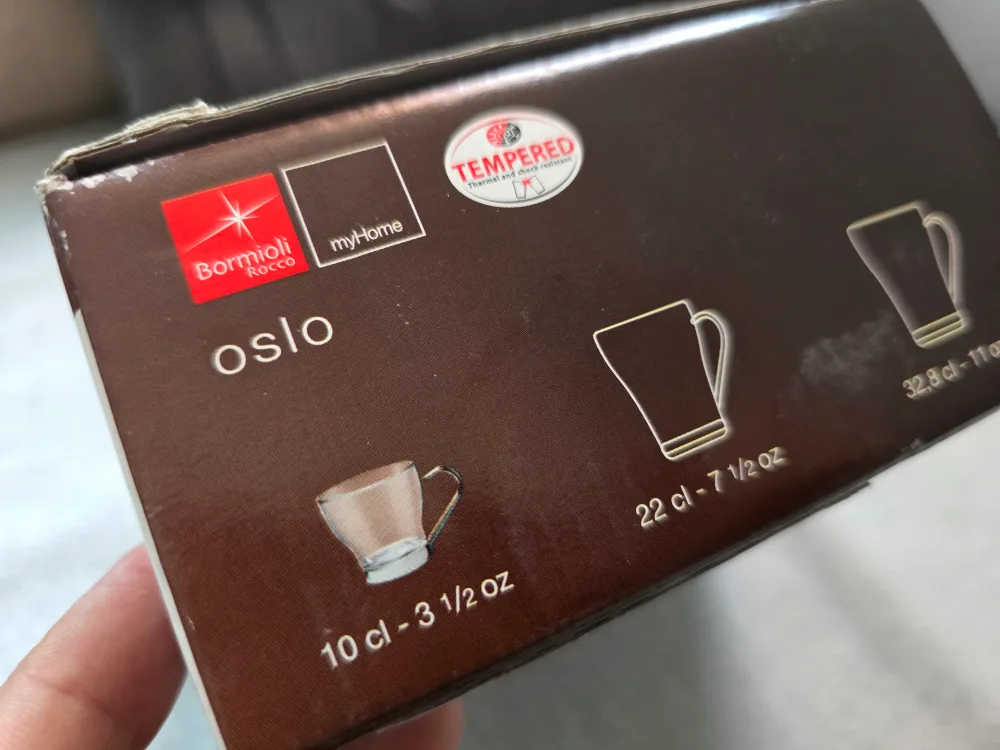 Bormioli
Rocco
myHome
TEMPERED
Thermal and shock resistant
oslo
10 cl - 3 1/2 oz
22 cl - 7 1/2 oz
32,8 cl - 11 oz